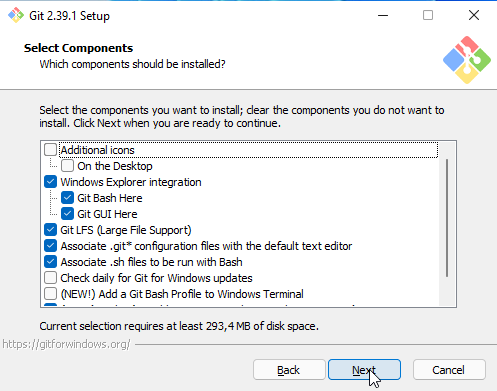 Git 2.39.1 Setup
Select Components
Which components should be installed?
Select the components you want to install; clear the components you do not want to
install. Click Next when you are ready to continue.
Additional icons
On the Desktop
Windows Explorer integration
Git Bash Here
Git GUI Here
Git LFS (Large File Support)
Associate .git* configuration files with the default text editor
Associate .sh files to be run with Bash
Check daily for Git for Windows updates
(NEW!) Add a Git Bash Profile to Windows Terminal
Current selection requires at least 293,4 MB of disk space.
https://gitforwindows.org/
Back
Next
Cancel